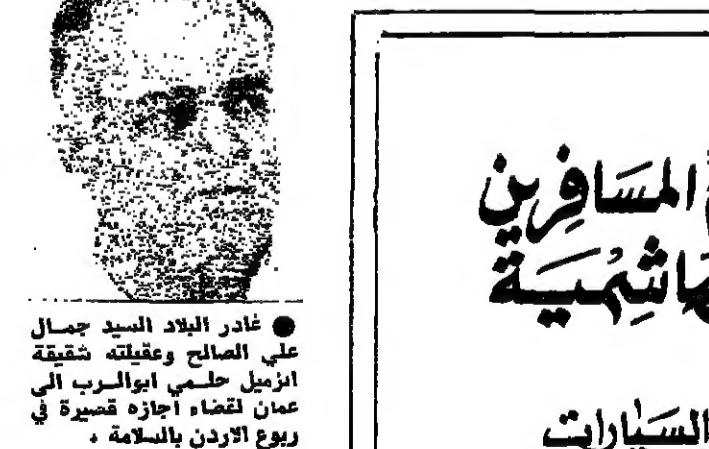 ● غادر البلاد السيد جمال
علي الصالح وعقيلته شقيقة
الزميل حلمي ابوالرب الى
عمان لقضاء اجازه قصيرة في
ربوع الاردن بالسلامة .
المسافرين
السيارات